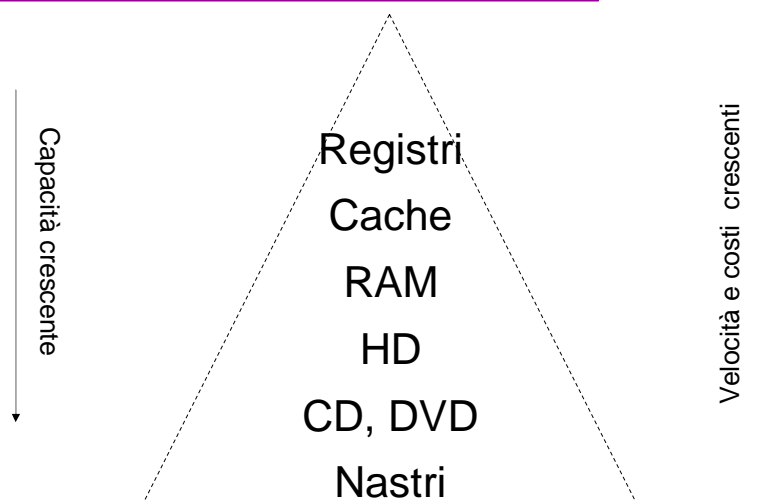 Capacità crescente
Registri
Cache
RAM
HD
CD, DVD
Nastri
Velocità e costi crescenti